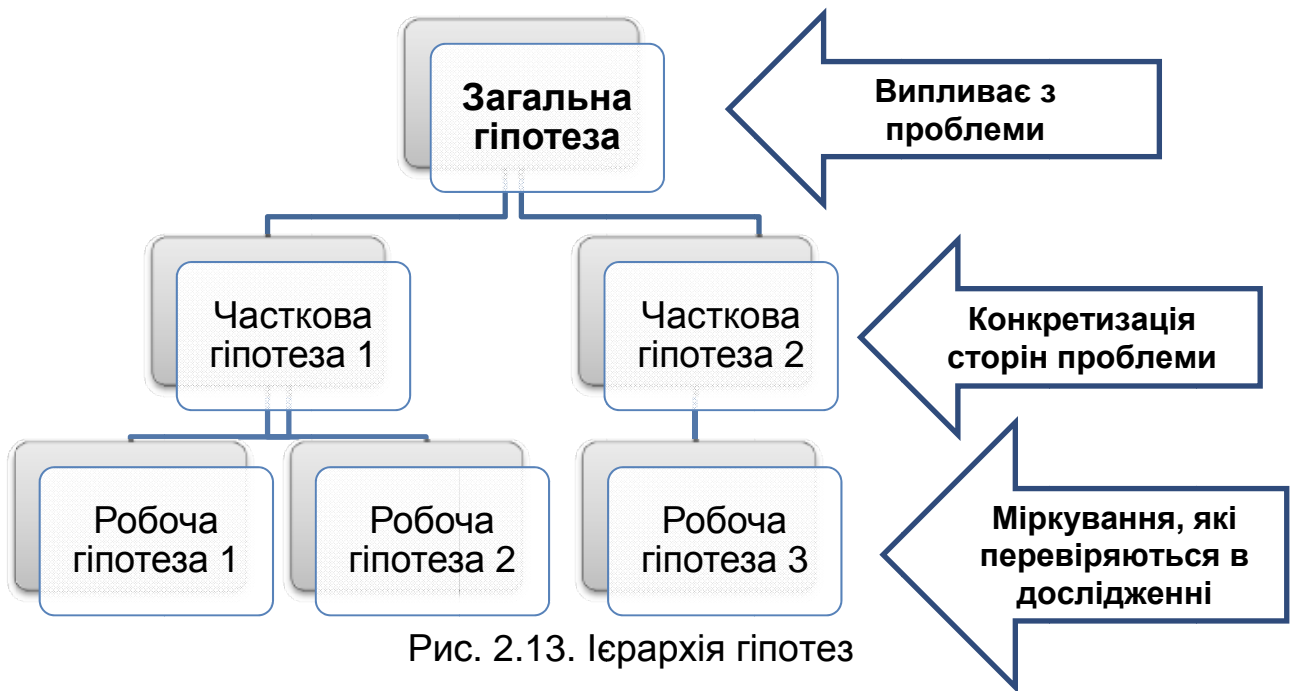 Загальна
гіпотеза
Випливає з
проблеми
Часткова
гіпотеза 1
Часткова
гіпотеза 2
Конкретизація
сторін проблеми
Робоча
гіпотеза 1
Робоча
гіпотеза 2
Робоча
гіпотеза 3
Міркування, які
перевіряються в
дослідженні
Рис. 2.13. Ієрархія гіпотез